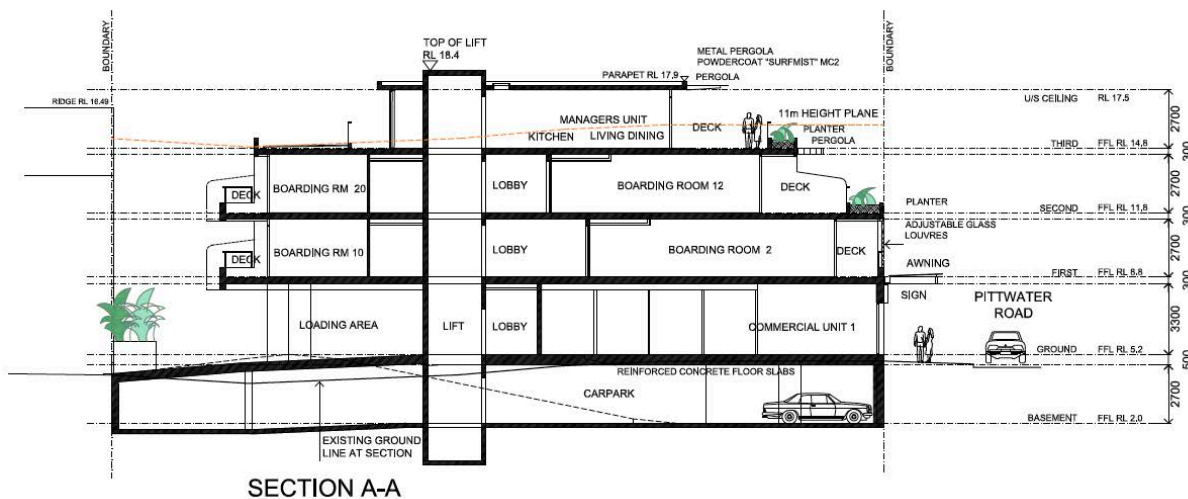 BOUNDARY
TOP OF LIFT
RL 18.4
METAL PERGOLA
POWDERCOAT "SURFMIST" MC2
BOUNDARY
PARAPET RL 17,9
PERGOLA
RIDGE RL 16.49
U/S CEILING RL 17.5
MANAGERS UNIT
KITCHEN LIVING DINING
DECK
11m HEIGHT PLANE
PLANTER
PERGOLA
2700
THIRD FFL RL 14,8
300
DECK
BOARDING RM 20
LOBBY
BOARDING ROOM 12
DECK
2700
PLANTER
SECOND FFL RL 11,8
300
ADJUSTABLE GLASS
LOUVRES
DECK
BOARDING RM 10
LOBBY
BOARDING ROOM 2
DECK
2700
AWNING
FIRST FFL RL 8,8
300
SIGN
PITTWATER
ROAD
LOADING AREA
LIFT
LOBBY
COMMERCIAL UNIT 1
3300
GROUND FFL RL 5,2
500
REINFORCED CONCRETE FLOOR SLABS
CARPARK
2700
BASEMENT FFL RL 2,0
EXISTING GROUND
LINE AT SECTION
SECTION A-A